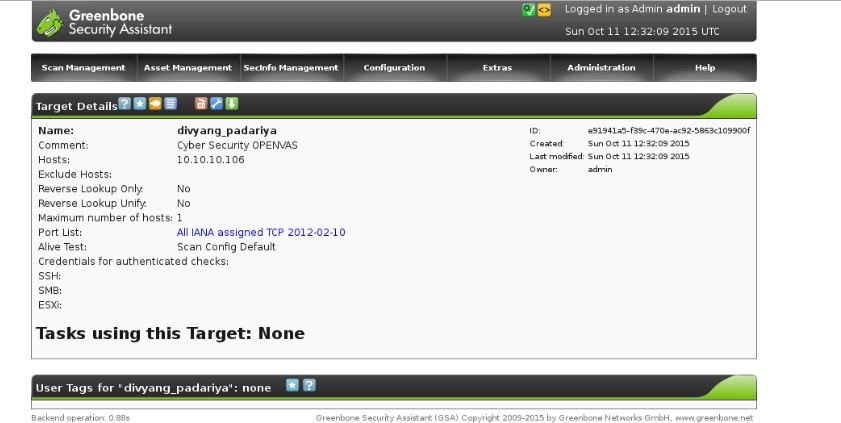 Greenbone
Security Assistant
Logged in as Admin admin | Logout
Sun Oct 11 12:32:09 2015 UTC
Scan Management Asset Management SecInfo Management Configuration Extras Administration Help
Target Details
Name: divyang_padariya
Comment: Cyber Security OPENVAS
Hosts: 10.10.10.106
Exclude Hosts:
Reverse Lookup Only: No
Reverse Lookup Unify: No
Maximum number of hosts: 1
Port List: All IANA assigned TCP 2012-02-10
Alive Test: Scan Config Default
Credentials for authenticated checks:
SSH:
SMB:
ESXi:
ID: e91941a5-f39c-470e-ac92-5863c109900f
Created: Sun Oct 11 12:32:09 2015
Last modified: Sun Oct 11 12:32:09 2015
Owner: admin
Tasks using this Target: None
User Tags for "divyang_padariya": none
Backend operation: 0.88s
Greenbone Security Assistant (GSA) Copyright 2009-2015 by Greenbone Networks GmbH, www.greenbone.net